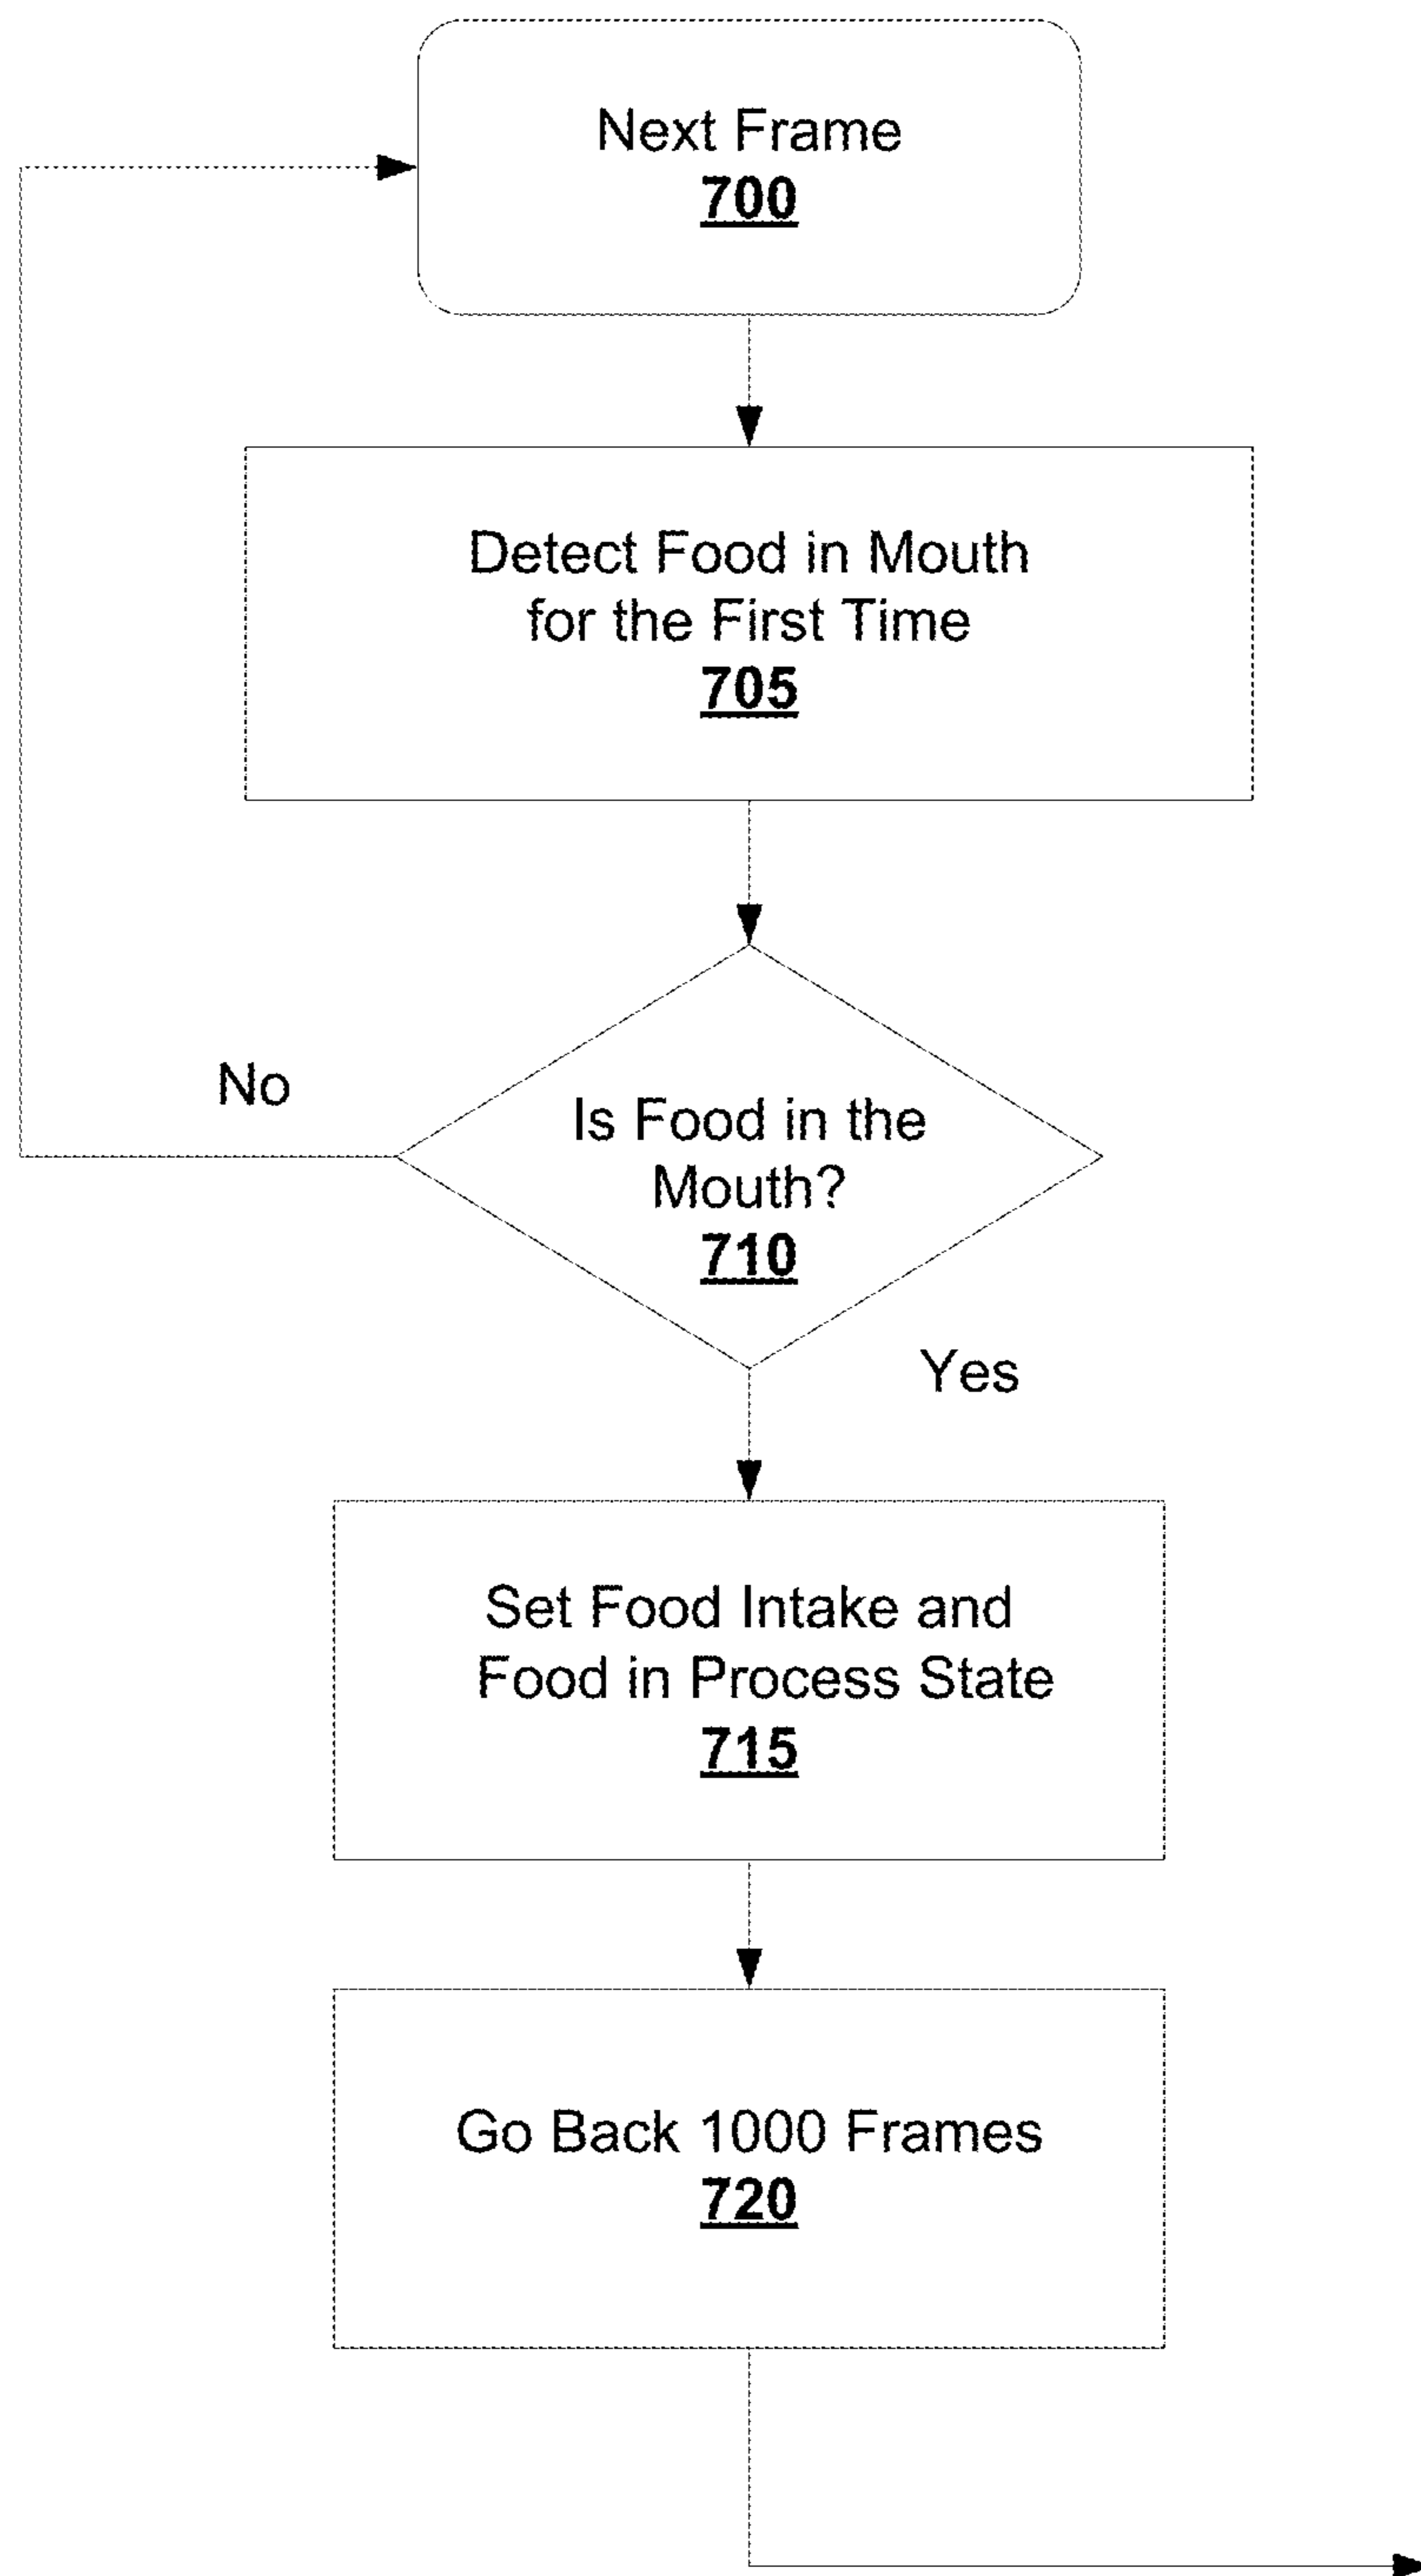 Next Frame
700
Detect Food in Mouth
for the First Time
705
No
Is Food in the
Mouth?
710
Yes
Set Food Intake and
Food in Process State
715
Go Back 1000 Frames
720